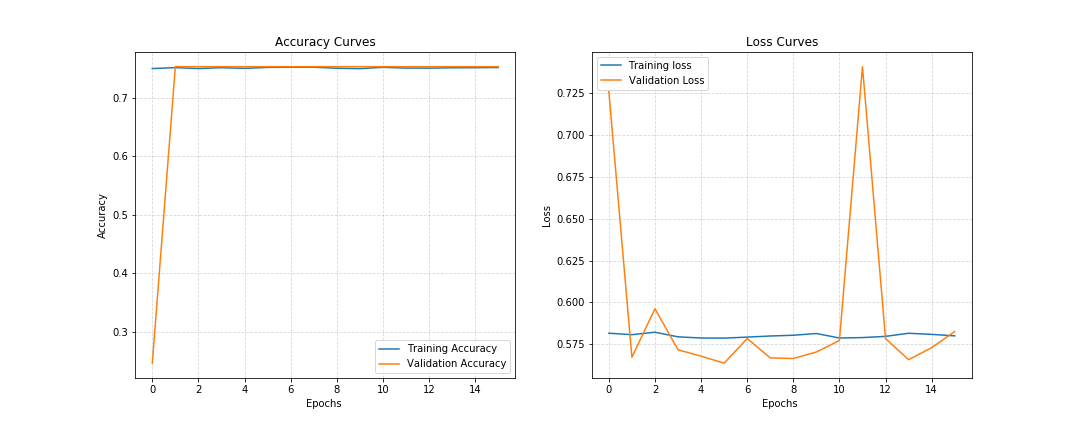 Accuracy Curves
Accuracy
0.7
0.6
0.5
0.4
0.3
0 2 4 6 8 10 12 14
Epochs
Training Accuracy
Validation Accuracy
Loss Curves
Loss
0.725
0.700
0.675
0.650
0.625
0.600
0.575
0 2 4 6 8 10 12 14
Epochs
Training loss
Validation Loss